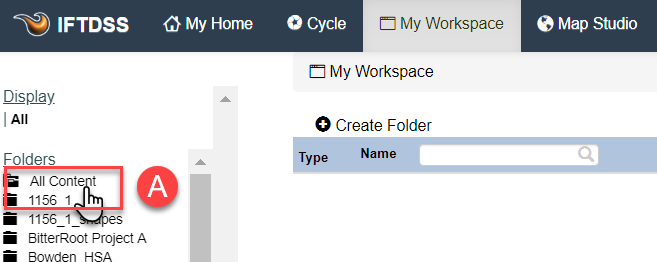 IFTDSS My Home Cycle My Workspace Map Studio
My Workspace
Display
| All
Create Folder
Type Name
Folders
All Content
A
1156_1
1156_1_shapes
BitterRoot Project A
Bowden_HSA